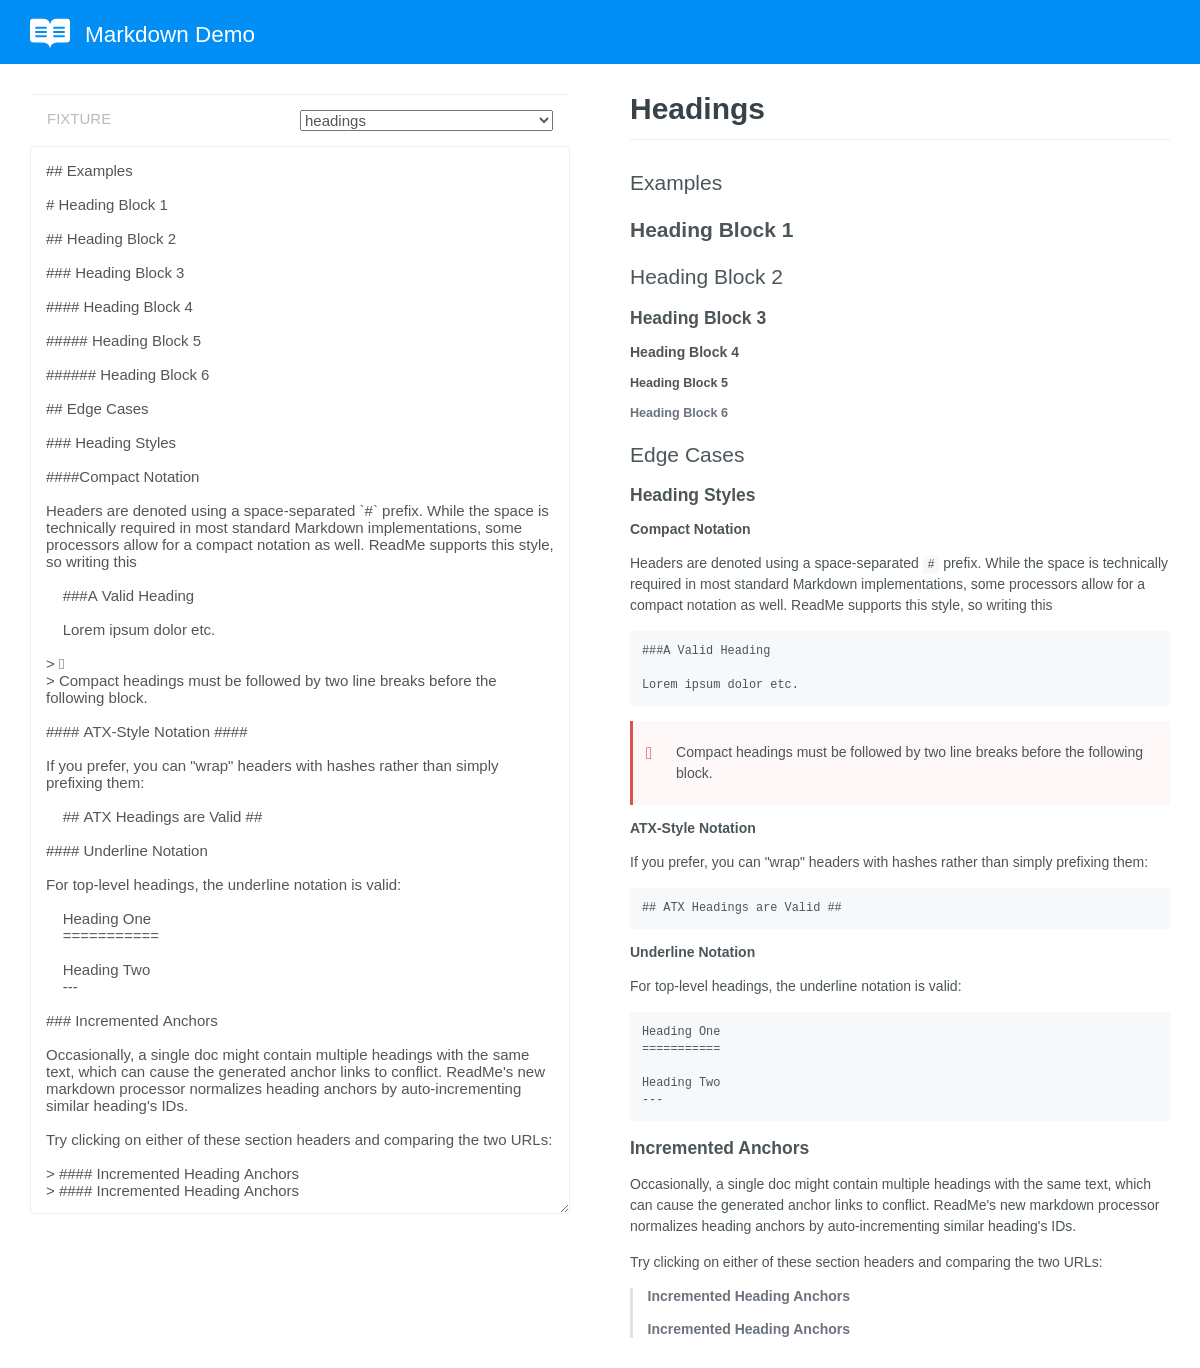 Markdown Demo
FIXTURE
headings
## Examples
# Heading Block 1
## Heading Block 2
### Heading Block 3
#### Heading Block 4
##### Heading Block 5
###### Heading Block 6
## Edge Cases
### Heading Styles
####Compact Notation
Headers are denoted using a space-separated `#` prefix. While the space is
technically required in most standard Markdown implementations, some
processors allow for a compact notation as well. ReadMe supports this style,
so writing this
###A Valid Heading
Lorem ipsum dolor etc.
>
> Compact headings must be followed by two line breaks before the
following block.
#### ATX-Style Notation ####
If you prefer, you can "wrap" headers with hashes rather than simply
prefixing them:
## ATX Headings are Valid ##
#### Underline Notation
For top-level headings, the underline notation is valid:
Heading One
===========
Heading Two
---
### Incremented Anchors
Occasionally, a single doc might contain multiple headings with the same
text, which can cause the generated anchor links to conflict. ReadMe's new
markdown processor normalizes heading anchors by auto-incrementing
similar heading's IDs.
Try clicking on either of these section headers and comparing the two URLs:
> #### Incremented Heading Anchors
> #### Incremented Heading Anchors
Headings
Examples
Heading Block 1
Heading Block 2
Heading Block 3
Heading Block 4
Heading Block 5
Heading Block 6
Edge Cases
Heading Styles
Compact Notation
Headers are denoted using a space-separated # prefix. While the space is technically
required in most standard Markdown implementations, some processors allow for a
compact notation as well. ReadMe supports this style, so writing this
###A Valid Heading
Lorem ipsum dolor etc.
Compact headings must be followed by two line breaks before the following
block.
ATX-Style Notation
If you prefer, you can "wrap" headers with hashes rather than simply prefixing them:
## ATX Headings are Valid ##
Underline Notation
For top-level headings, the underline notation is valid:
Heading One
===========
Heading Two
---
Incremented Anchors
Occasionally, a single doc might contain multiple headings with the same text, which
can cause the generated anchor links to conflict. ReadMe's new markdown processor
normalizes heading anchors by auto-incrementing similar heading's IDs.
Try clicking on either of these section headers and comparing the two URLs:
Incremented Heading Anchors
Incremented Heading Anchors